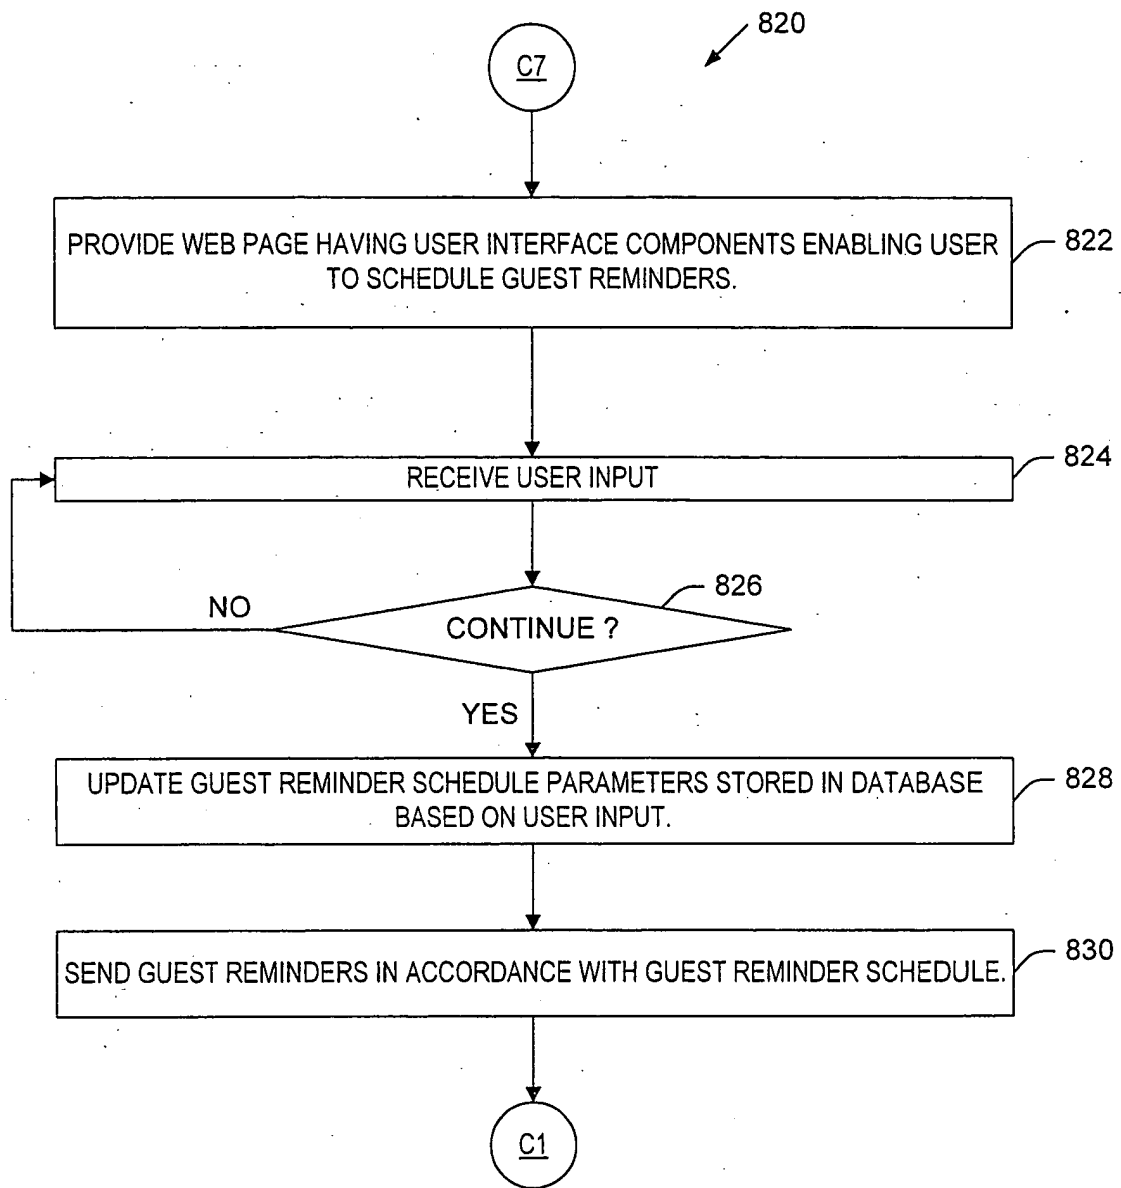 820
C7
PROVIDE WEB PAGE HAVING USER INTERFACE COMPONENTS ENABLING USER
TO SCHEDULE GUEST REMINDERS.
822
RECEIVE USER INPUT
824
826
NO
CONTINUE ?
YES
UPDATE GUEST REMINDER SCHEDULE PARAMETERS STORED IN DATABASE
BASED ON USER INPUT.
828
SEND GUEST REMINDERS IN ACCORDANCE WITH GUEST REMINDER SCHEDULE.
830
C1